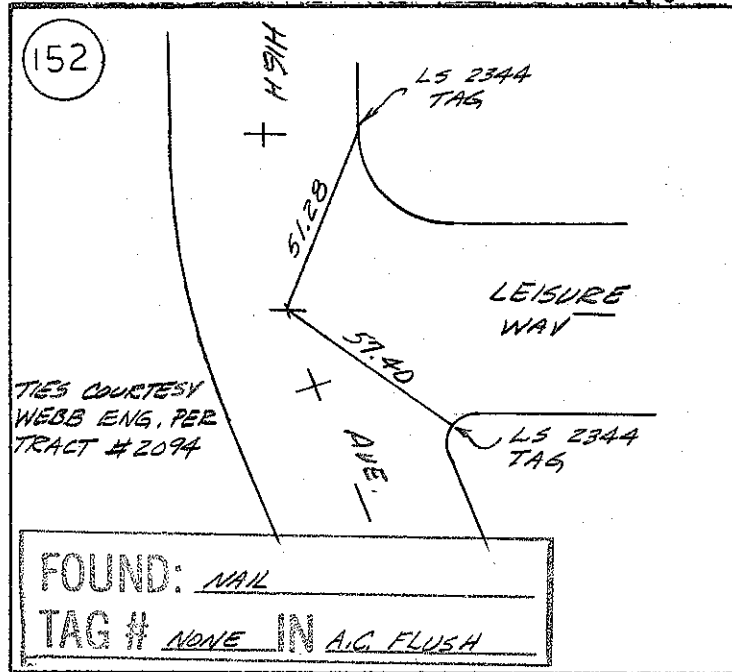 152
HIGH
LS 2344
TAG
51.28
LEISURE
WAY
57.40
TIES COURTESY
WEBB ENG. PER
TRACT #2094
AVE.
LS 2344
TAG
FOUND: NAIL
TAG # NONE IN A.C. FLUSH